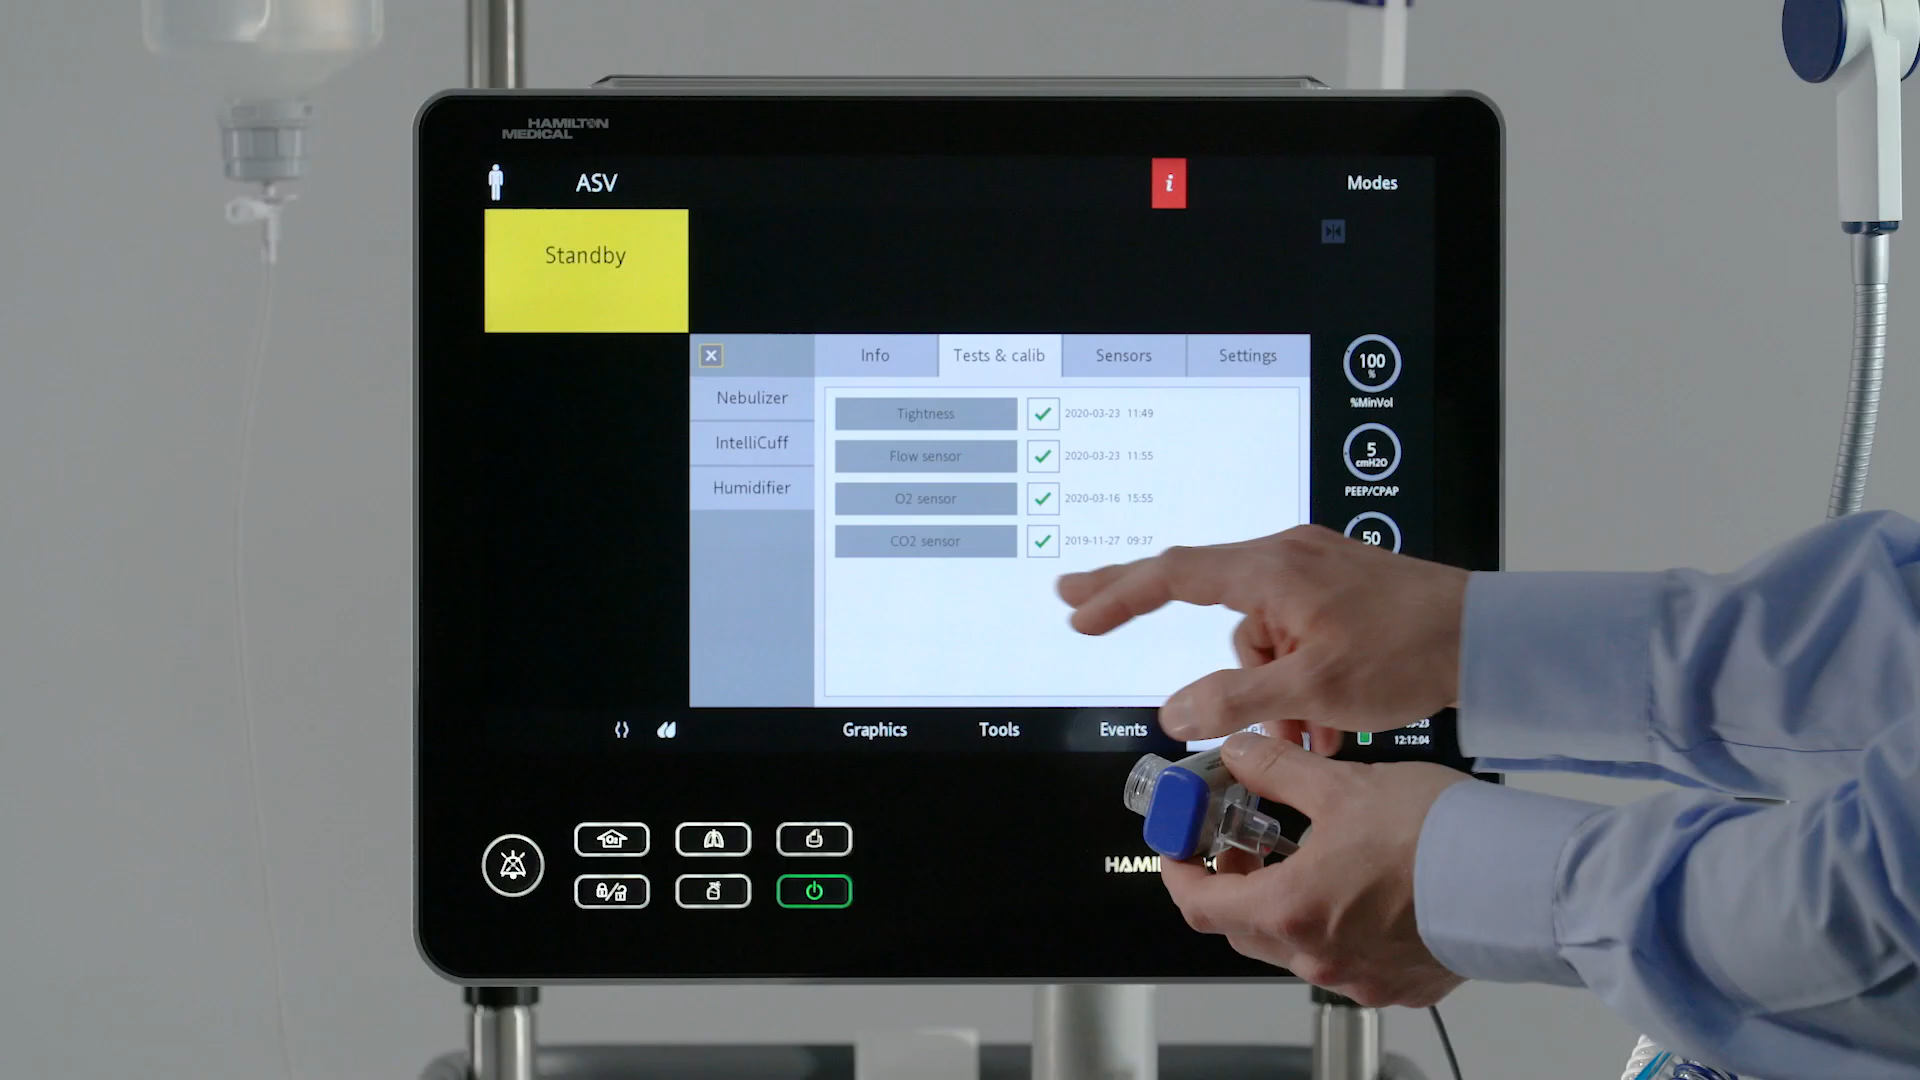 HAMILTON
MEDICAL
ASV
i
Modes
Standby
Info
Tests & calib
Sensors
Settings
Nebulizer
IntelliCuff
Humidifier
Tightness
2020-03-23 11:49
Flow sensor
2020-03-23 11:55
O2 sensor
2020-03-16 15:55
CO2 sensor
2019-11-27 09:37
100
%
%MinVol
5
cmH2O
PEEP/CPAP
50
Graphics
Tools
Events
12:12:04
O2